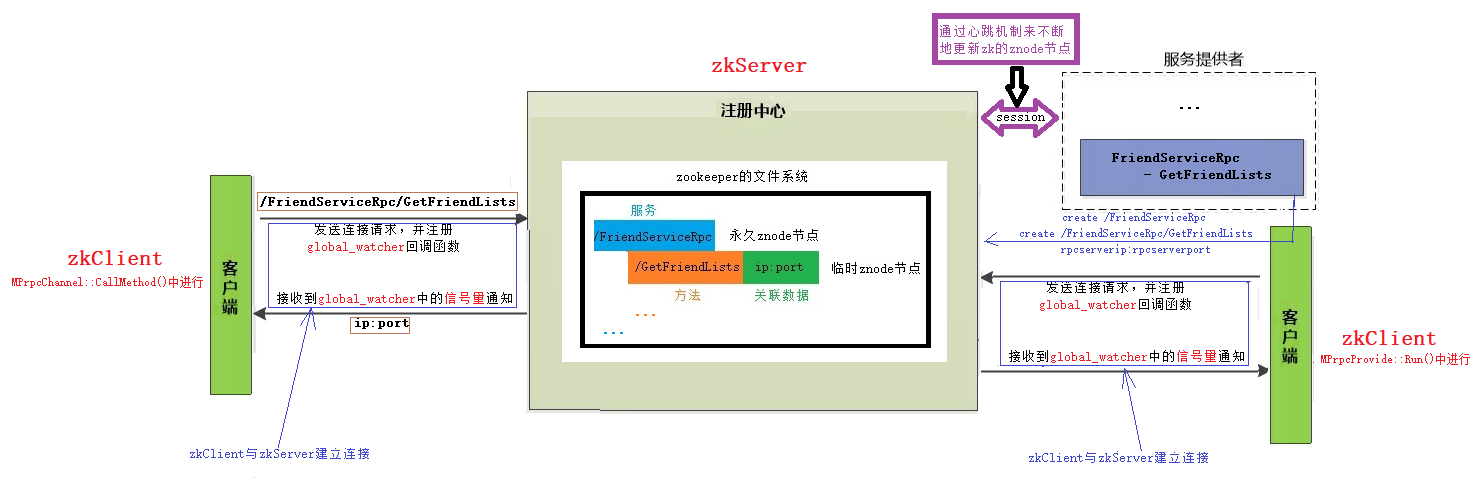 通过心跳机制来不断
地更新zk的znode节点
服务提供者
zkServer
注册中心
session
...
FriendServiceRpc
- GetFriendLists
zookeeper的文件系统
/FriendServiceRpc/GetFriendLists
发送连接请求，并注册
global_watcher回调函数
接收到global_watcher中的信号量通知
ip:port
zkClient
MPrpcChannel::CallMethod()中进行
客户端
服务
/FriendServiceRpc
永久znode节点
/GetFriendLists
ip:port
临时znode节点
方法
关联数据
...
...
create /FriendServiceRpc
create /FriendServiceRpc/GetFriendLists
rpcserverip:rpcserverport
发送连接请求，并注册
global_watcher回调函数
接收到global_watcher中的信号量通知
客户端
zkClient
MPrpcProvide::Run()中进行
zkClient与zkServer建立连接
zkClient与zkServer建立连接